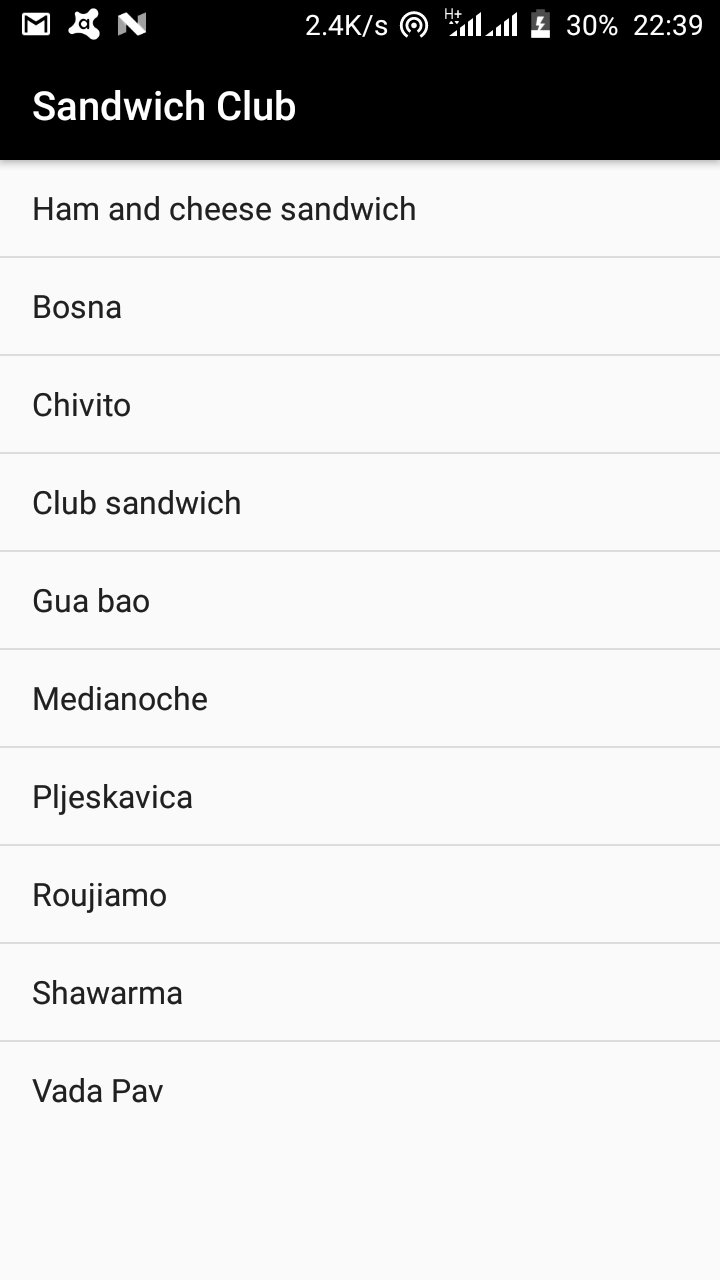 2.4K/s H+ 30% 22:39
Sandwich Club
Ham and cheese sandwich
Bosna
Chivito
Club sandwich
Gua bao
Medianoche
Pljeskavica
Roujiamo
Shawarma
Vada Pav